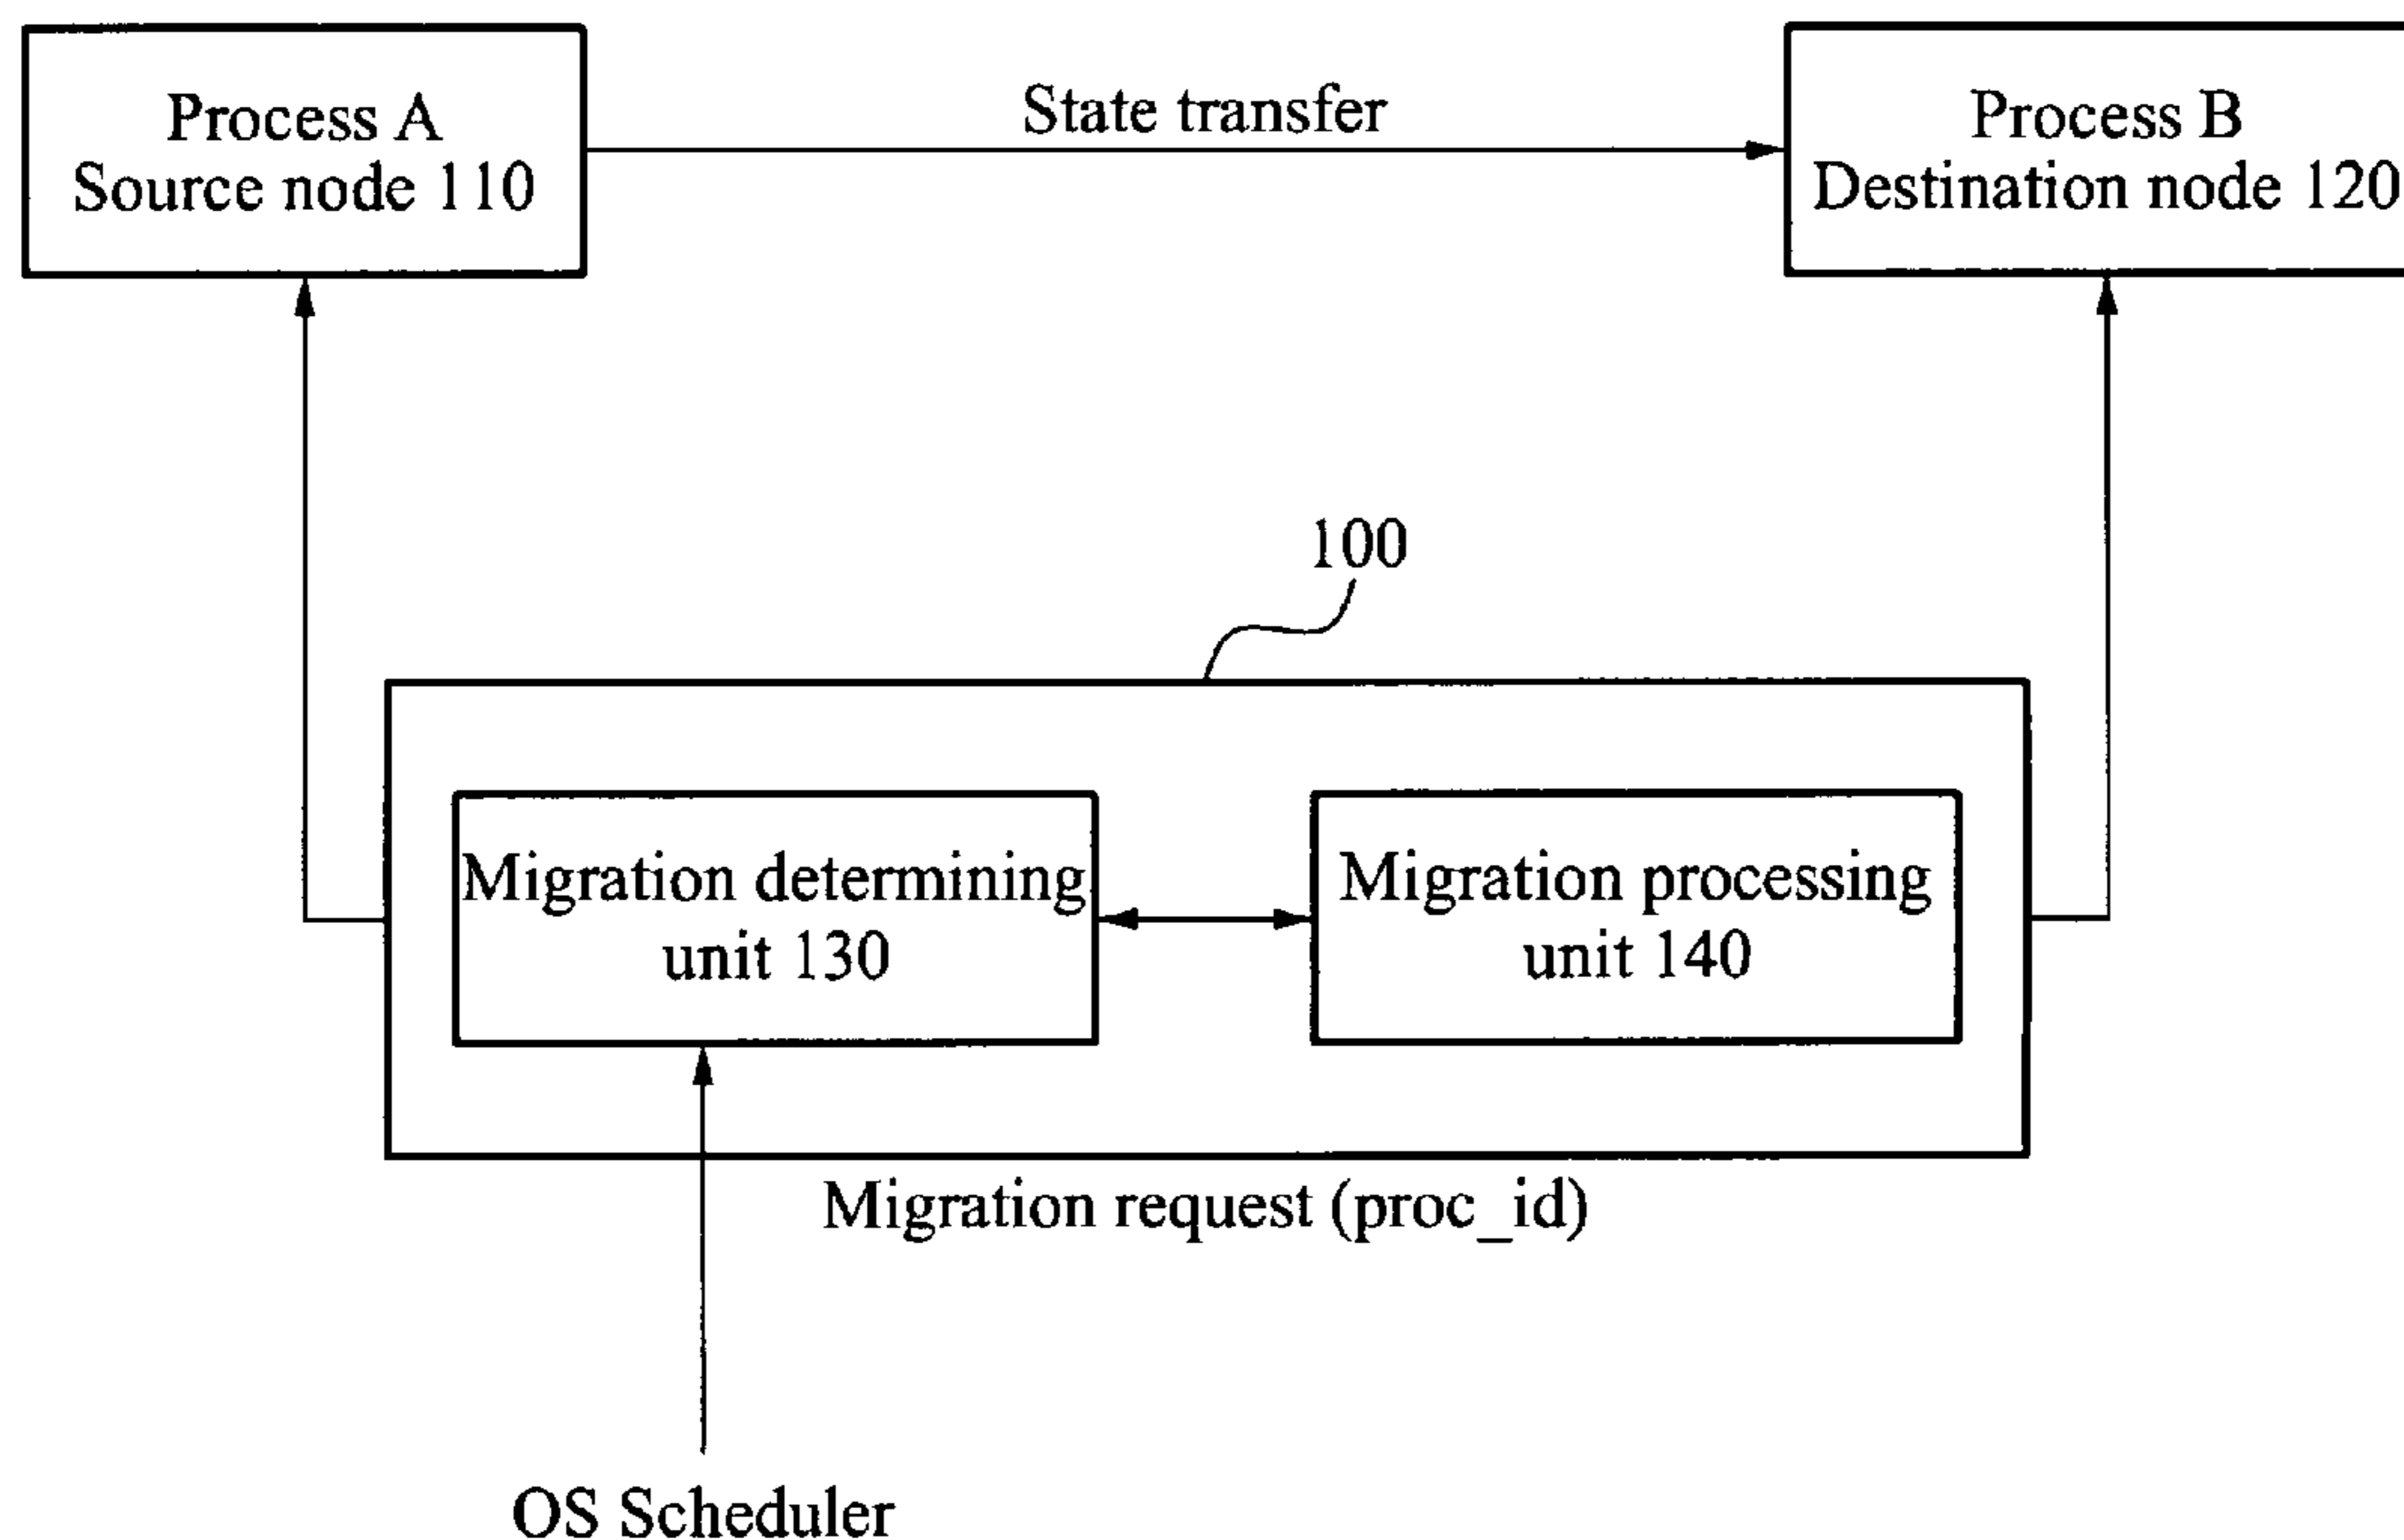 Process A
Source node 110
State transfer
Process B
Destination node 120
100
Migration determining
unit 130
Migration processing
unit 140
Migration request (proc_id)
OS Scheduler